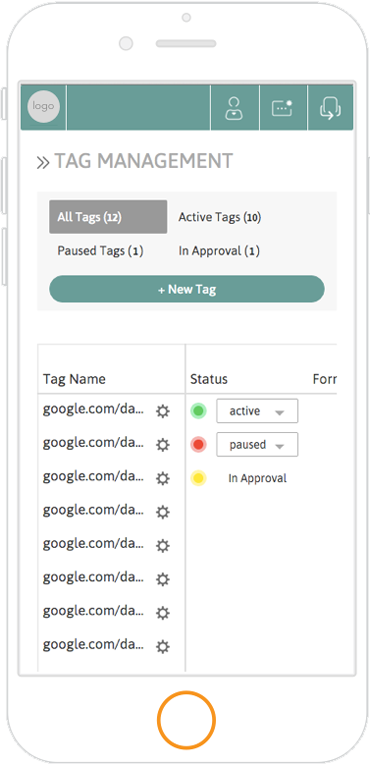 logo
TAG MANAGEMENT
All Tags (12) Active Tags (10)
Paused Tags (1) In Approval (1)
+ New Tag
Tag Name Status Forr
google.com/da... active
google.com/da... paused
google.com/da... In Approval
google.com/da...
google.com/da...
google.com/da...
google.com/da...
google.com/da...